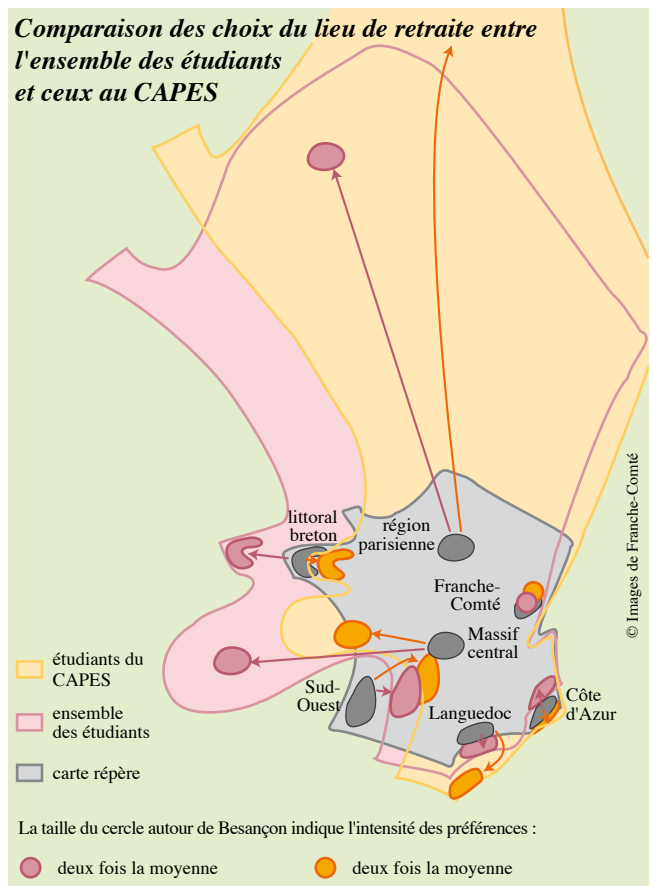 Comparaison des choix du lieu de retraite entre
l'ensemble des étudiants
et ceux au CAPES
littoral
breton
région
parisienne
Franche-
Comté
Massif
central
Sud-
Ouest
Languedoc
Côte
d'Azur
© Images de Franche-Comté
étudiants du
CAPES
ensemble
des étudiants
carte répère
La taille du cercle autour de Besançon indique l'intensité des préférences :
deux fois la moyenne
deux fois la moyenne